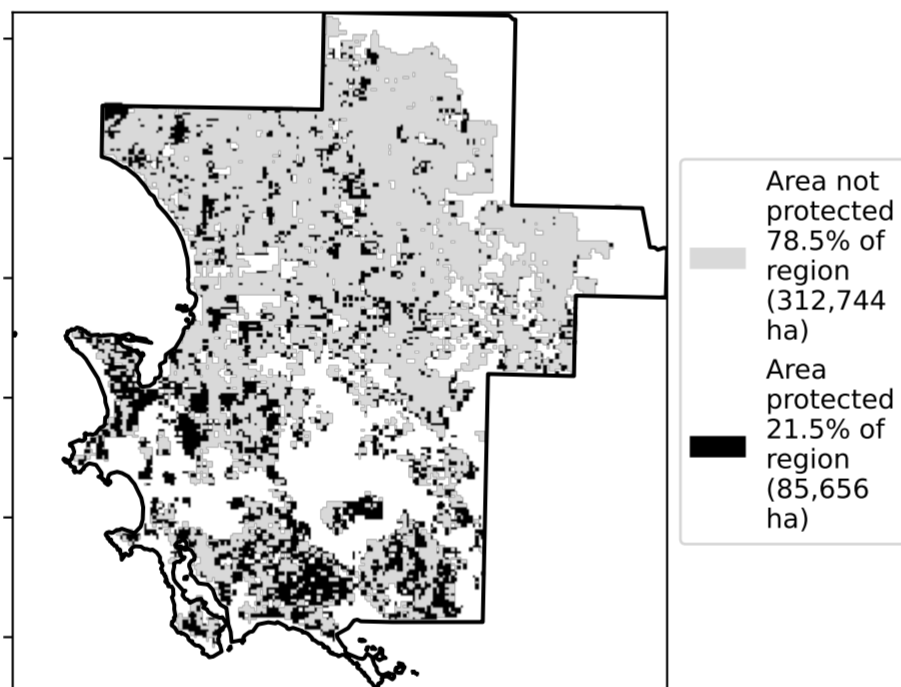 Area not
protected
78.5% of
region
(312,744
ha)
Area
protected
21.5% of
region
(85,656
ha)